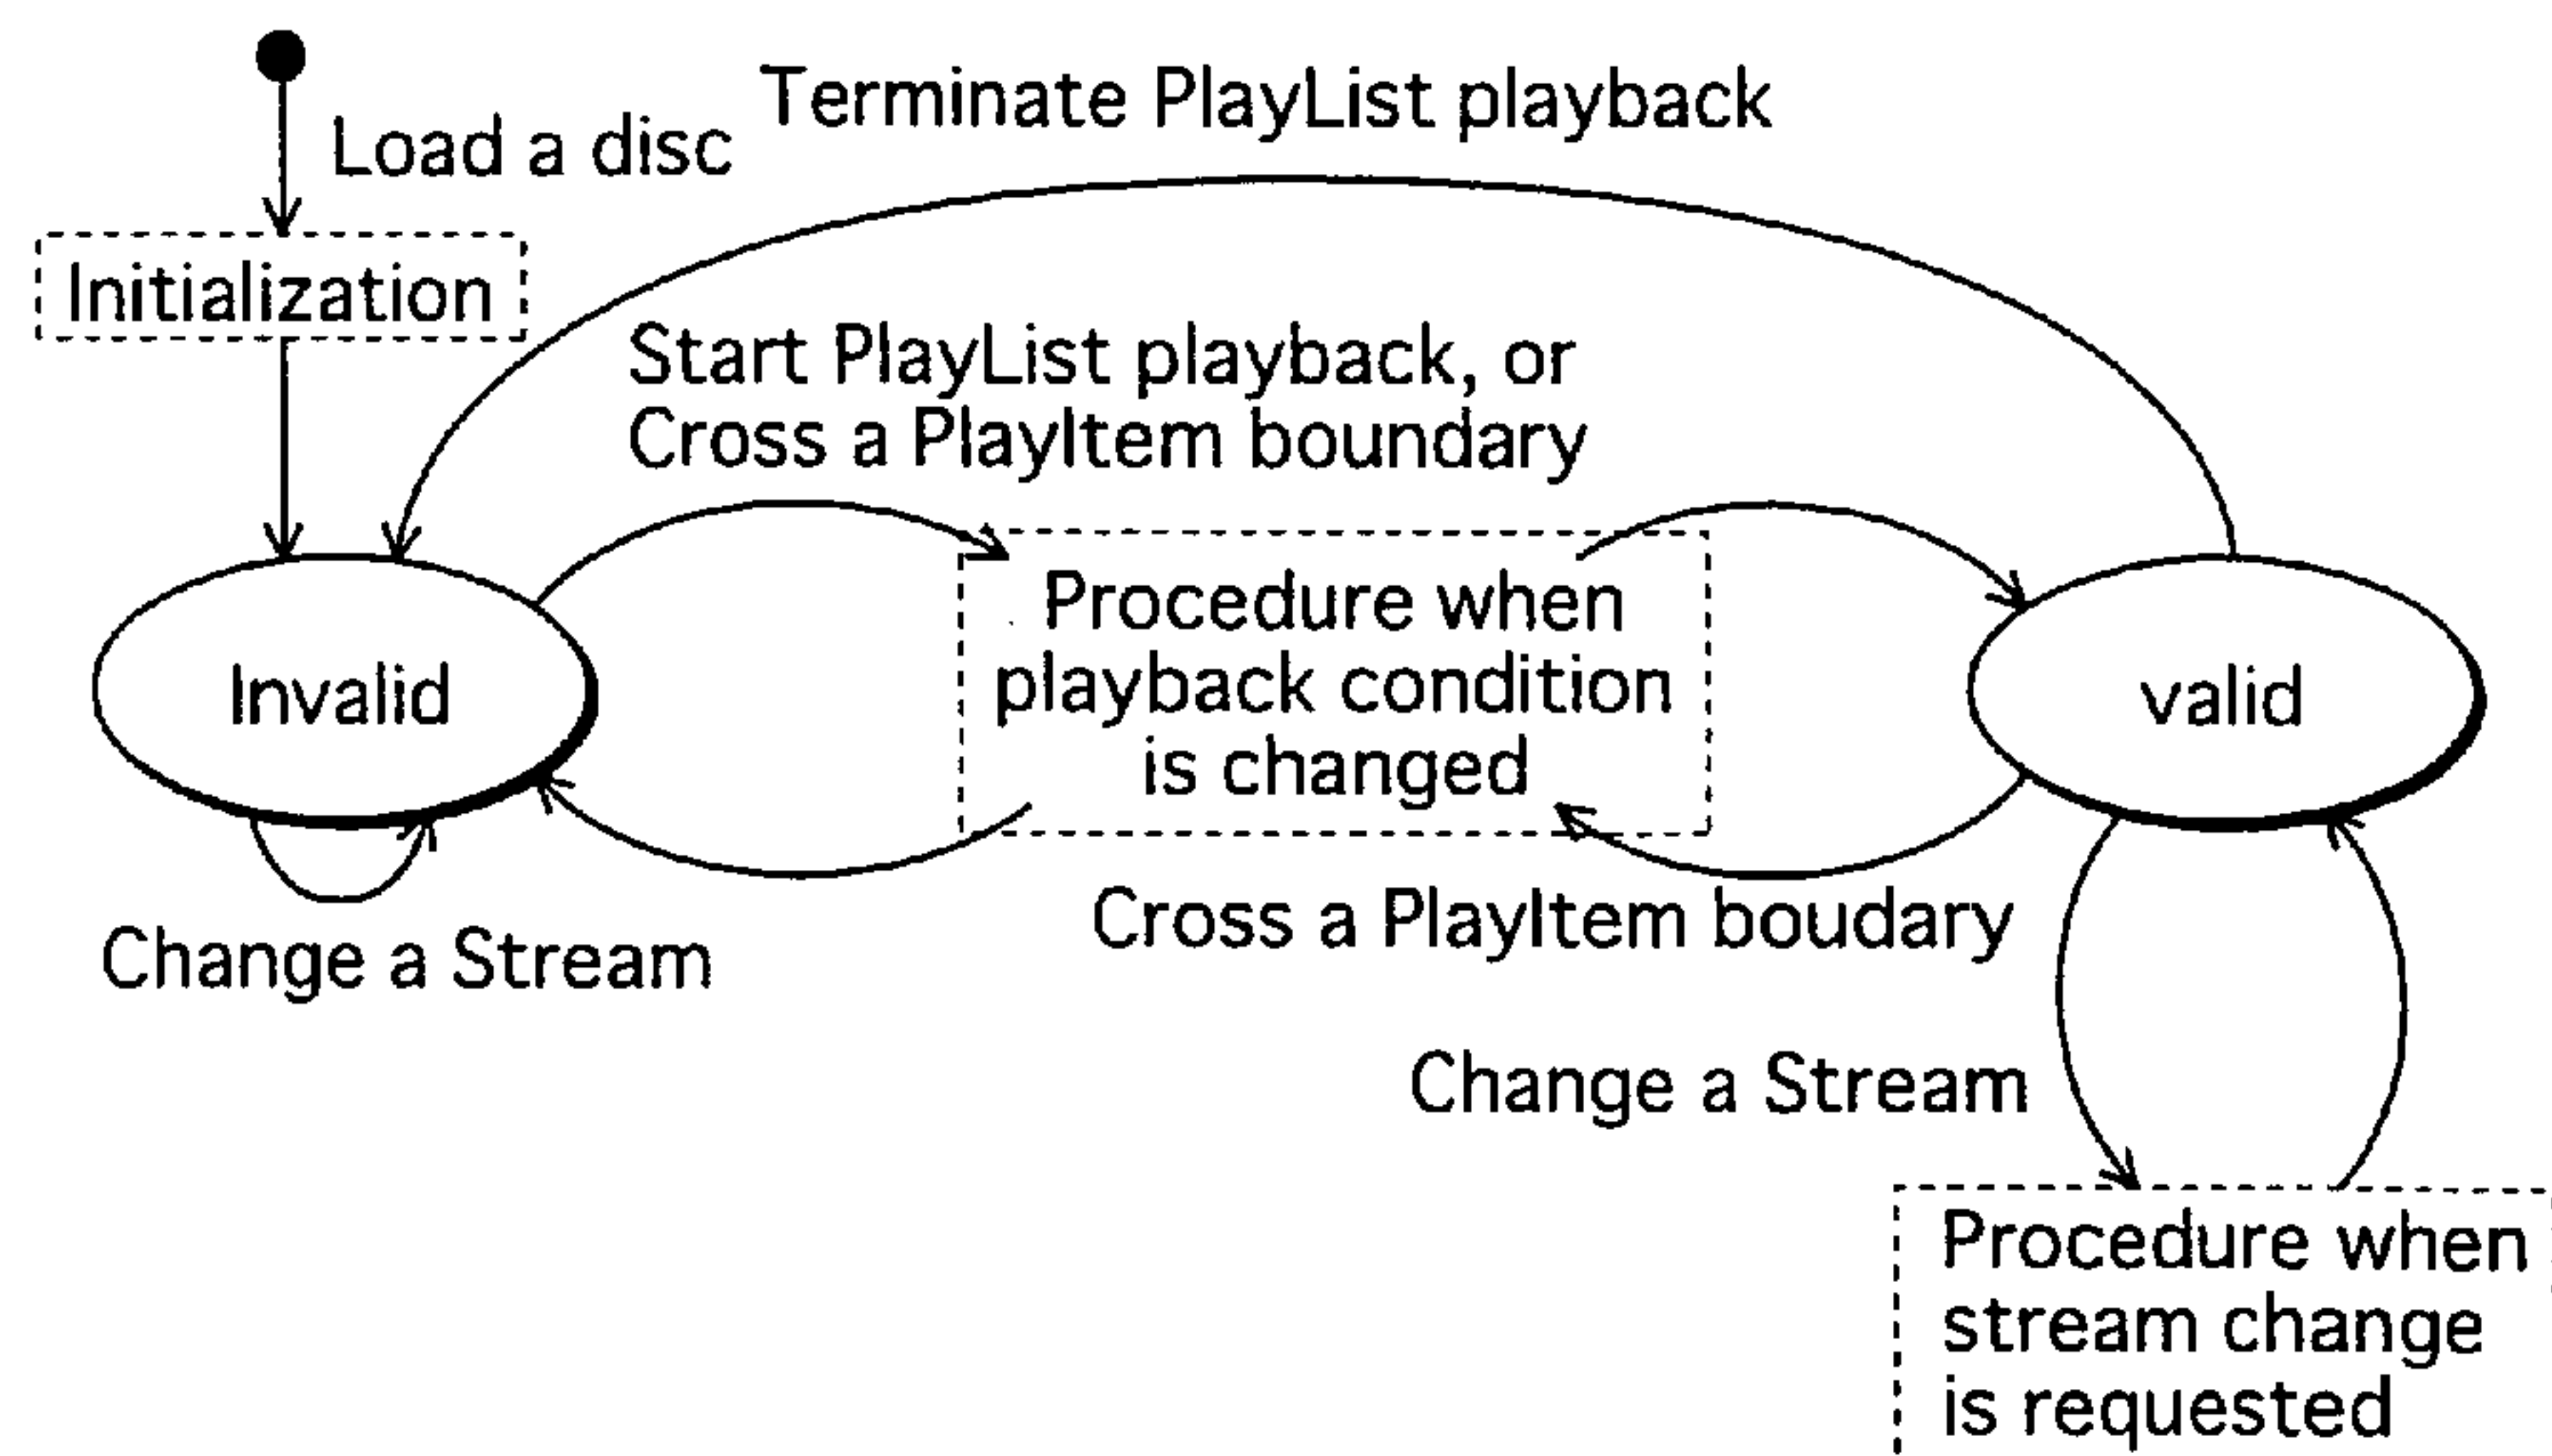 Load a disc
Terminate PlayList playback
Initialization
Start PlayList playback, or
Cross a PlayItem boundary
Invalid
Procedure when
playback condition
is changed
valid
Cross a PlayItem boudary
Change a Stream
Change a Stream
Procedure when
stream change
is requested